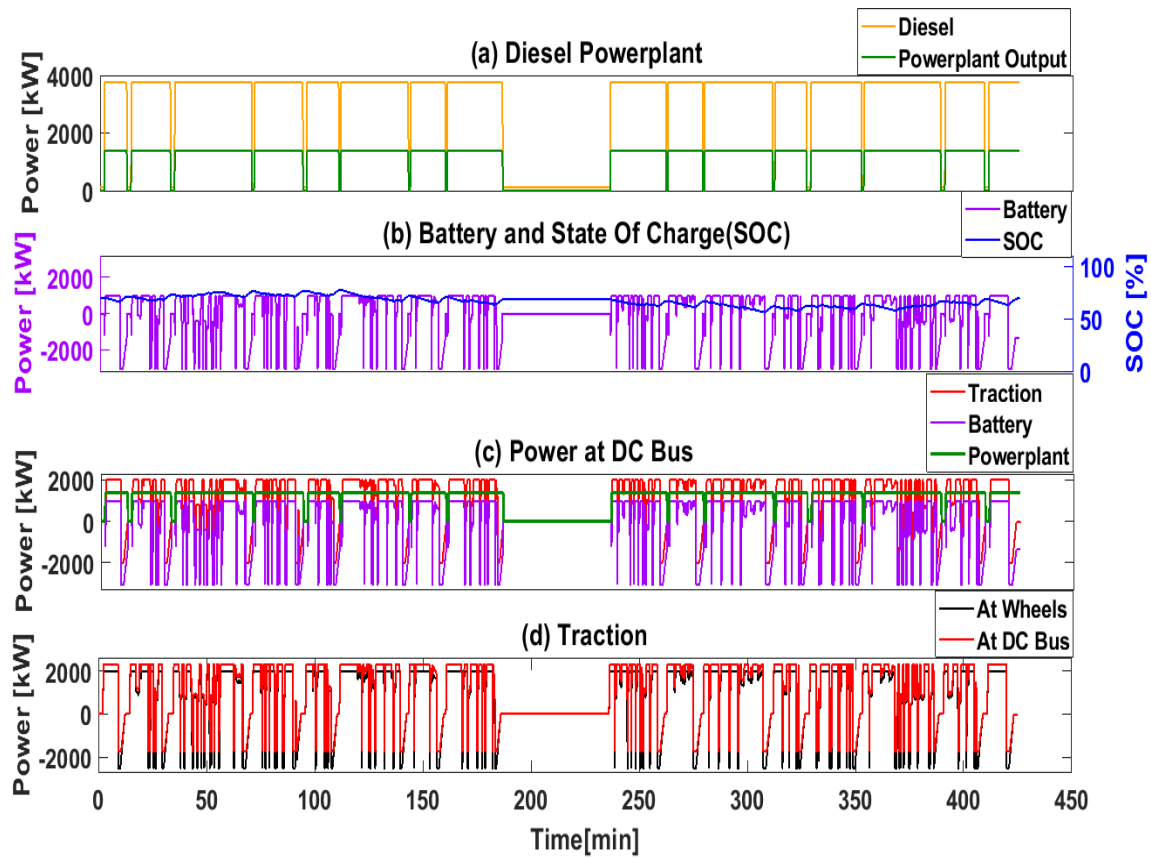 Diesel
Powerplant Output
(a) Diesel Powerplant
Power [kW]
4000
2000
0
Battery
SOC
(b) Battery and State Of Charge(SOC)
Power [kW]
2000
0
-2000
100
50
0
SOC [%]
Traction
Battery
Powerplant
(c) Power at DC Bus
Power [kW]
2000
0
-2000
At Wheels
At DC Bus
(d) Traction
Power [kW]
2000
0
-2000
0 50 100 150 200 250 300 350 400 450
Time[min]